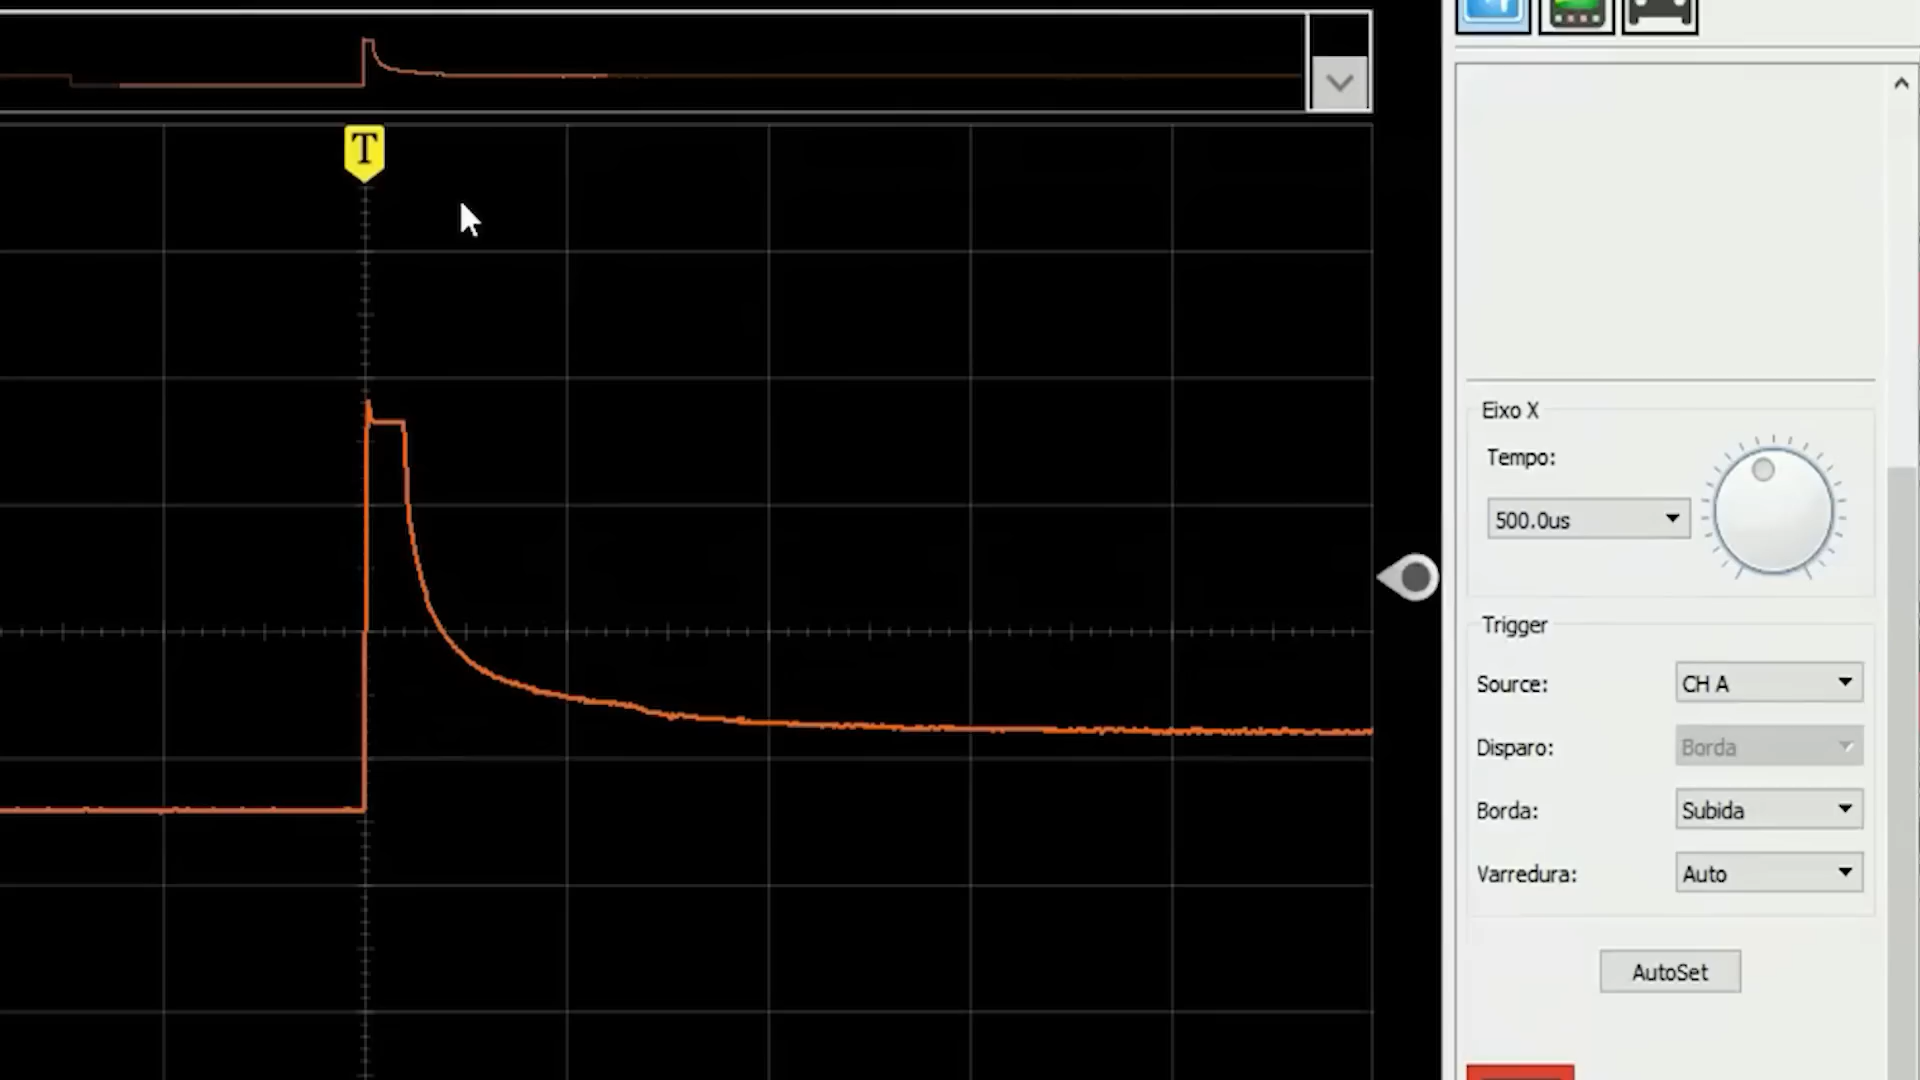 T
Eixo X
Tempo:
500.0us
Trigger
Source: CH A
Disparo: Borda
Borda: Subida
Varredura: Auto
AutoSet